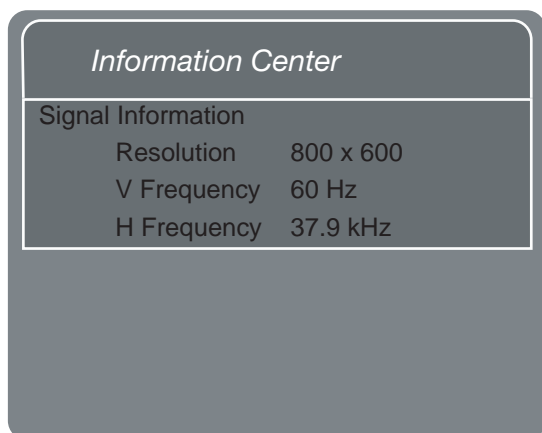 Information Center
Signal Information
Resolution 800 x 600
V Frequency 60 Hz
H Frequency 37.9 kHz